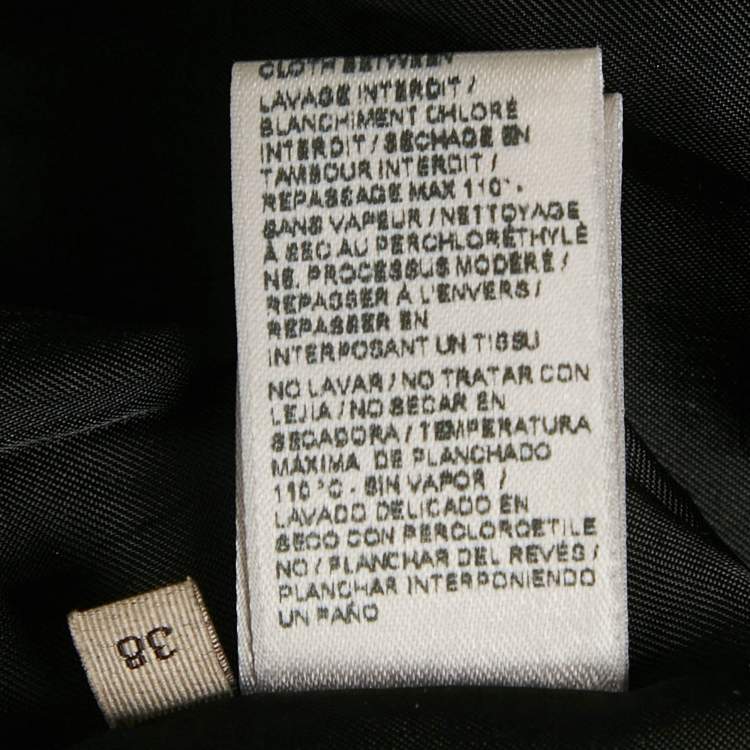 CLOTH BETWEEN
LAVAGE INTERDIT /
BLANCHIMENT CHLORÉ
INTERDIT / SÉCHAGE EN
TAMBOUR INTERDIT /
REPASSAGE MAX 110° -
SANS VAPEUR / NETTOYAGE
À SEC AU PERCHLORÉTHYLÈ
NE. PROCESSUS MODÉRÉ /
REPASSER À L'ENVERS /
REPASSER EN
INTERPOSANT UN TISSU
NO LAVAR / NO TRATAR CON
LEJIA / NO SECAR EN
SECADORA / TEMPERATURA
MÁXIMA DE PLANCHADO
110 °C - SIN VAPOR /
LAVADO DELICADO EN
SECO CON PERCLOROETILE
NO / PLANCHAR DEL REVÉS /
PLANCHAR INTERPONIENDO
UN PAÑO
38